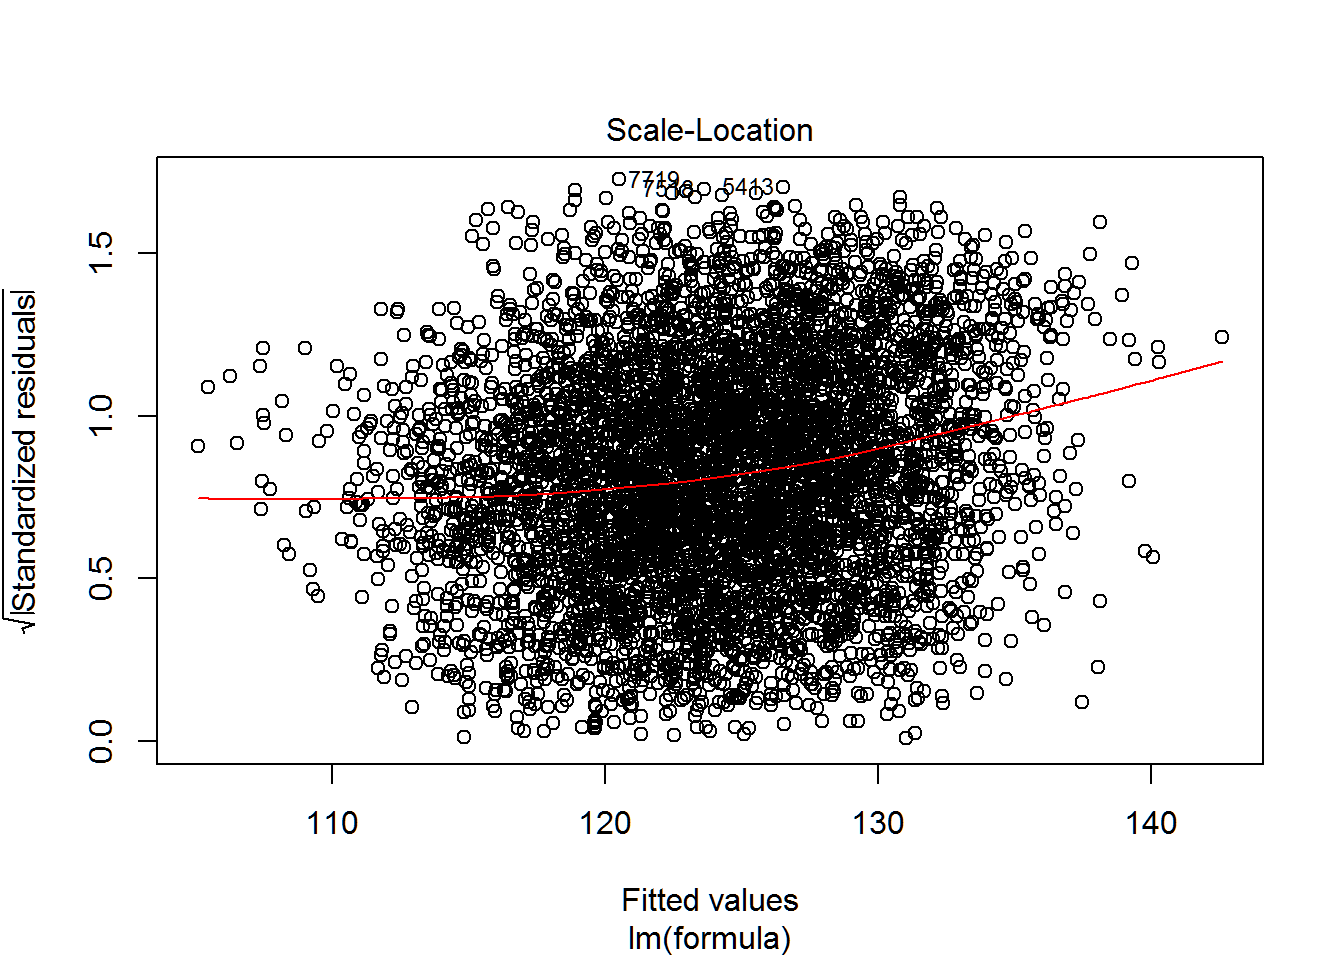 Scale-Location
7719
5413
√|Standardized residuals|
1.5
1.0
0.5
0.0
110 120 130 140
Fitted values
lm(formula)